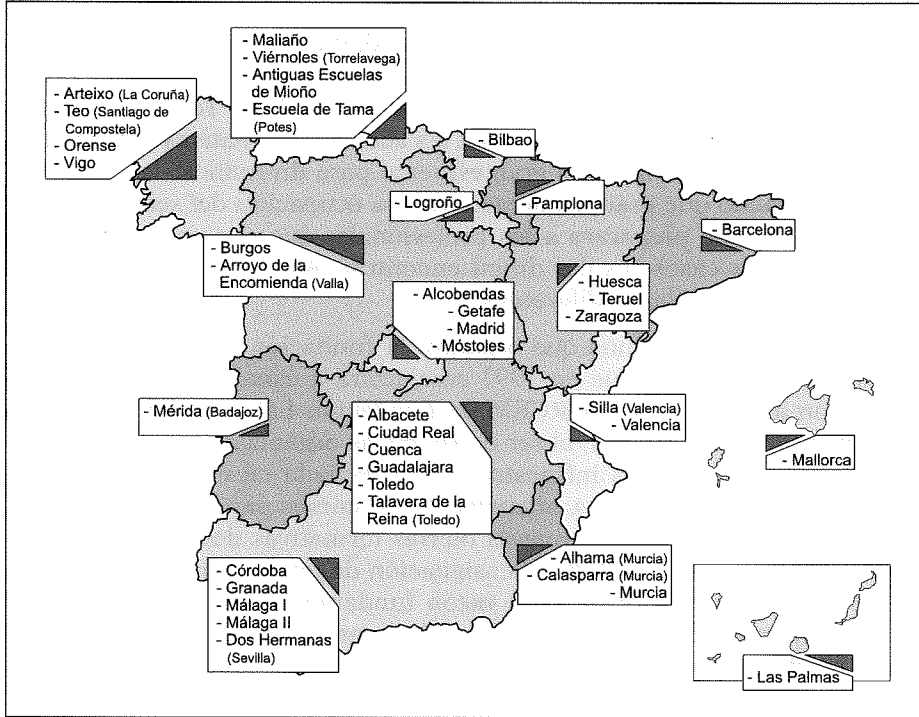 - Maliaño
- Viérnoles (Torrelavega)
- Antiguas Escuelas
de Mioño
- Escuela de Tama
(Potes)
- Arteixo (La Coruña)
- Teo (Santiago de
Compostela)
- Orense
- Vigo
- Bilbao
- Logroño
- Pamplona
- Barcelona
- Burgos
- Arroyo de la
Encomienda (Valla)
- Huesca
- Teruel
- Zaragoza
- Alcobendas
- Getafe
- Madrid
- Móstoles
- Mérida (Badajoz)
- Albacete
- Ciudad Real
- Cuenca
- Guadalajara
- Toledo
- Talavera de la
Reina (Toledo)
- Silla (Valencia)
- Valencia
- Mallorca
- Alhama (Murcia)
- Calasparra (Murcia)
- Murcia
- Córdoba
- Granada
- Málaga I
- Málaga II
- Dos Hermanas
(Sevilla)
- Las Palmas